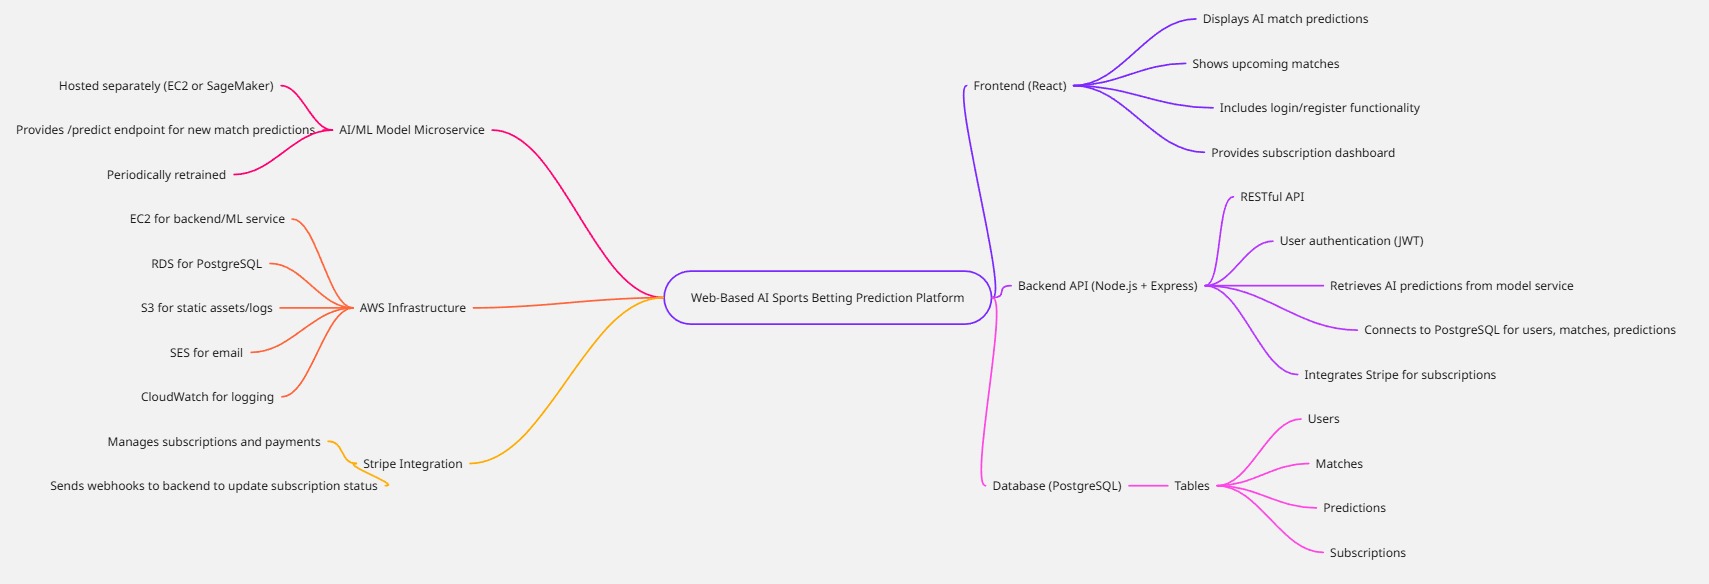 Web-Based AI Sports Betting Prediction Platform
Frontend (React)
Displays AI match predictions
Shows upcoming matches
Includes login/register functionality
Provides subscription dashboard
Backend API (Node.js + Express)
RESTful API
User authentication (JWT)
Retrieves AI predictions from model service
Connects to PostgreSQL for users, matches, predictions
Integrates Stripe for subscriptions
Database (PostgreSQL)
Tables
Users
Matches
Predictions
Subscriptions
AI/ML Model Microservice
Hosted separately (EC2 or SageMaker)
Provides /predict endpoint for new match predictions
Periodically retrained
AWS Infrastructure
EC2 for backend/ML service
RDS for PostgreSQL
S3 for static assets/logs
SES for email
CloudWatch for logging
Stripe Integration
Manages subscriptions and payments
Sends webhooks to backend to update subscription status